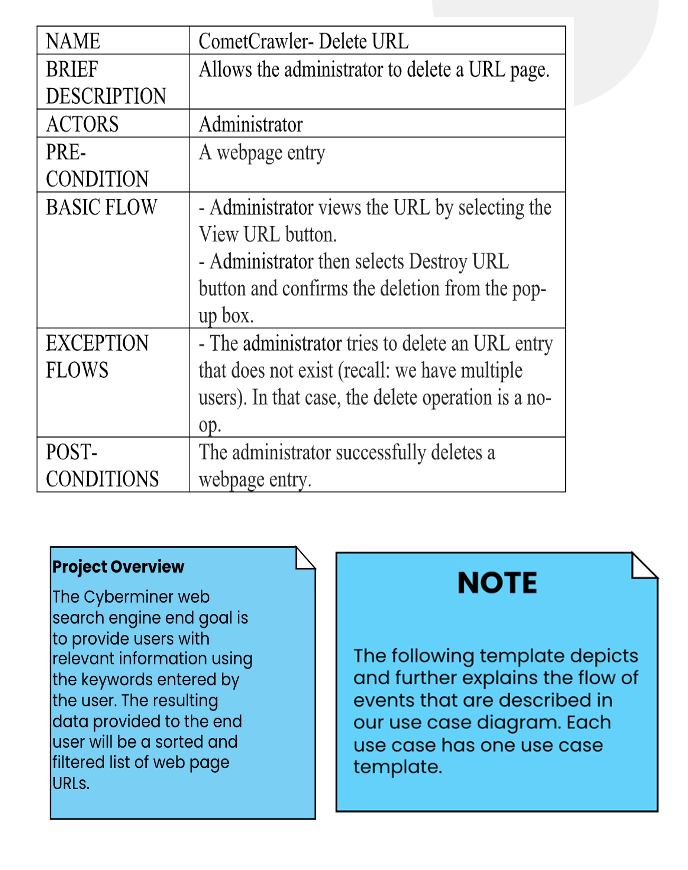 NAME
CometCrawler- Delete URL
BRIEF
DESCRIPTION
Allows the administrator to delete a URL page.
ACTORS
Administrator
PRE-
CONDITION
A webpage entry
BASIC FLOW
- Administrator views the URL by selecting the
View URL button.
- Administrator then selects Destroy URL
button and confirms the deletion from the pop-
up box.
EXCEPTION
FLOWS
- The administrator tries to delete an URL entry
that does not exist (recall: we have multiple
users). In that case, the delete operation is a no-
op.
POST-
CONDITIONS
The administrator successfully deletes a
webpage entry.
Project Overview
The Cyberminer web
search engine end goal is
to provide users with
relevant information using
the keywords entered by
the user. The resulting
data provided to the end
user will be a sorted and
filtered list of web page
URLs.
NOTE
The following template depicts
and further explains the flow of
events that are described in
our use case diagram. Each
use case has one use case
template.